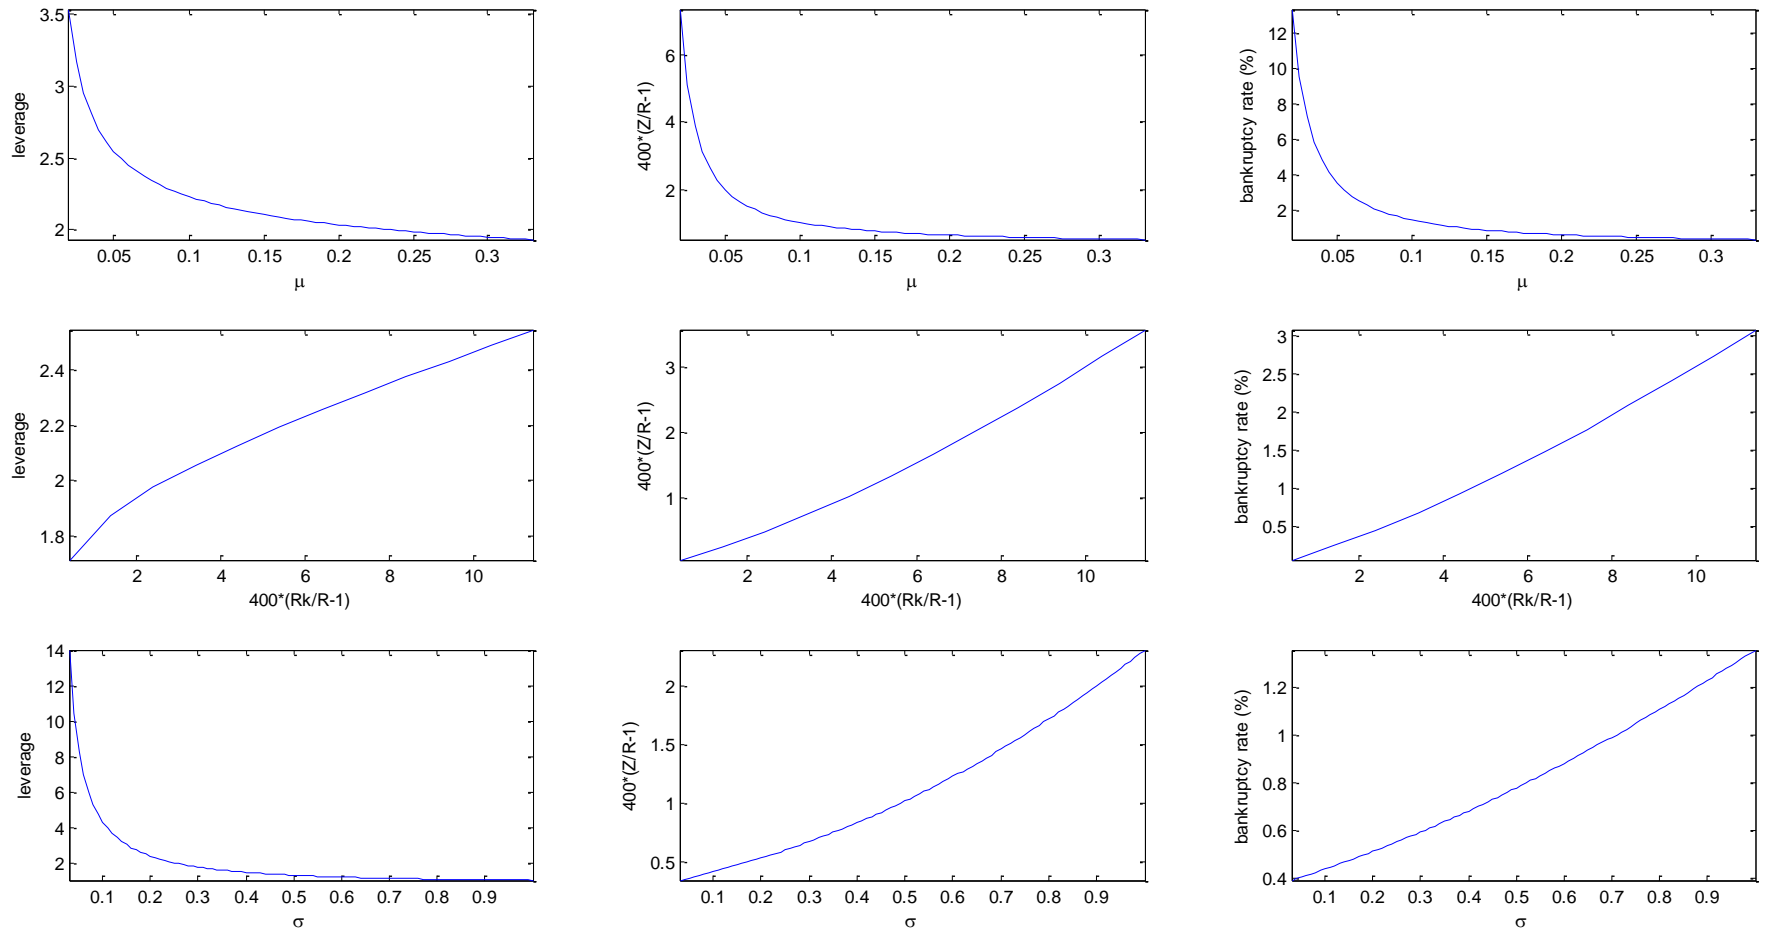 3.5
3
2.5
2
leverage
0.05 0.1 0.15 0.2 0.25 0.3
μ
6
4
2
400*(Z/R-1)
0.05 0.1 0.15 0.2 0.25 0.3
μ
12
10
8
6
4
2
bankruptcy rate (%)
0.05 0.1 0.15 0.2 0.25 0.3
μ
2.4
2.2
2
1.8
leverage
2 4 6 8 10
400*(Rk/R-1)
3
2
1
400*(Z/R-1)
2 4 6 8 10
400*(Rk/R-1)
3
2.5
2
1.5
1
0.5
bankruptcy rate (%)
2 4 6 8 10
400*(Rk/R-1)
14
12
10
8
6
4
2
leverage
0.1 0.2 0.3 0.4 0.5 0.6 0.7 0.8 0.9
σ
2
1.5
1
0.5
400*(Z/R-1)
0.1 0.2 0.3 0.4 0.5 0.6 0.7 0.8 0.9
σ
1.2
1
0.8
0.6
0.4
bankruptcy rate (%)
0.1 0.2 0.3 0.4 0.5 0.6 0.7 0.8 0.9
σ